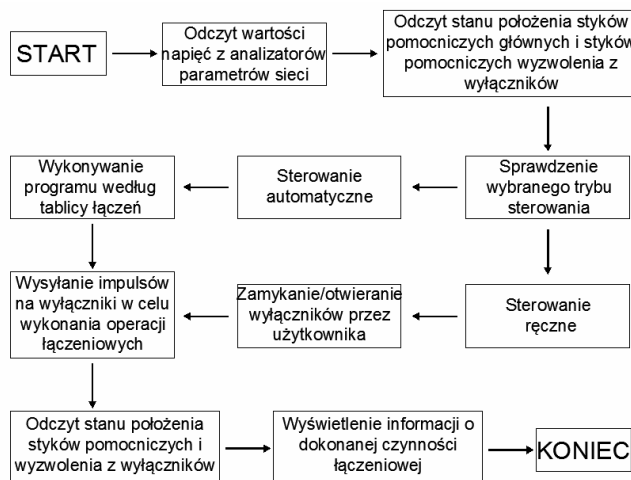 START
Odczyt wartości
napięć z analizatorów
parametrów sieci
Odczyt stanu położenia styków
pomocniczych głównych i styków
pomocniczych wyzwolenia z
wyłączników
Wykonywanie
programu według
tablicy łączeń
Sterowanie
automatyczne
Sprawdzenie
wybranego trybu
sterowania
Wysyłanie impulsów
na wyłączniki w celu
wykonania operacji
łączeniowych
Zamykanie/otwieranie
wyłączników przez
użytkownika
Sterowanie
ręczne
Odczyt stanu położenia
styków pomocniczych i
wyzwolenia z wyłączników
Wyświetlenie informacji o
dokonanej czynności
łączeniowej
KONIEC